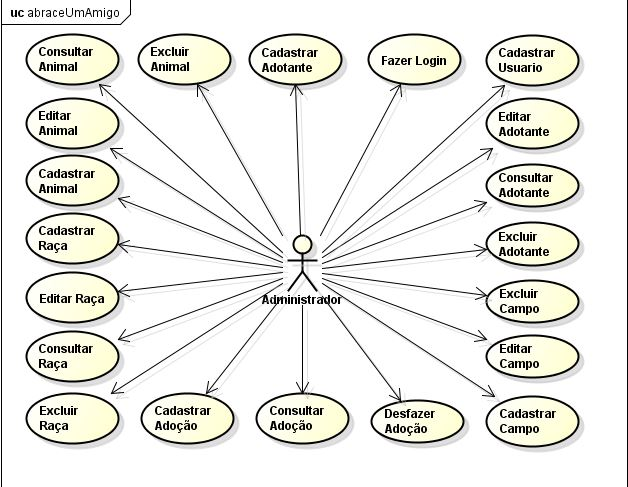 uc abraceUmAmigo
Consultar
Animal
Excluir
Animal
Cadastrar
Adotante
Fazer Login
Cadastrar
Usuario
Editar
Animal
Editar
Adotante
Cadastrar
Animal
Consultar
Adotante
Cadastrar
Raça
Excluir
Adotante
Administrador
Editar Raça
Excluir
Campo
Consultar
Raça
Editar
Campo
Excluir
Raça
Cadastrar
Adoção
Consultar
Adoção
Desfazer
Adoção
Cadastrar
Campo